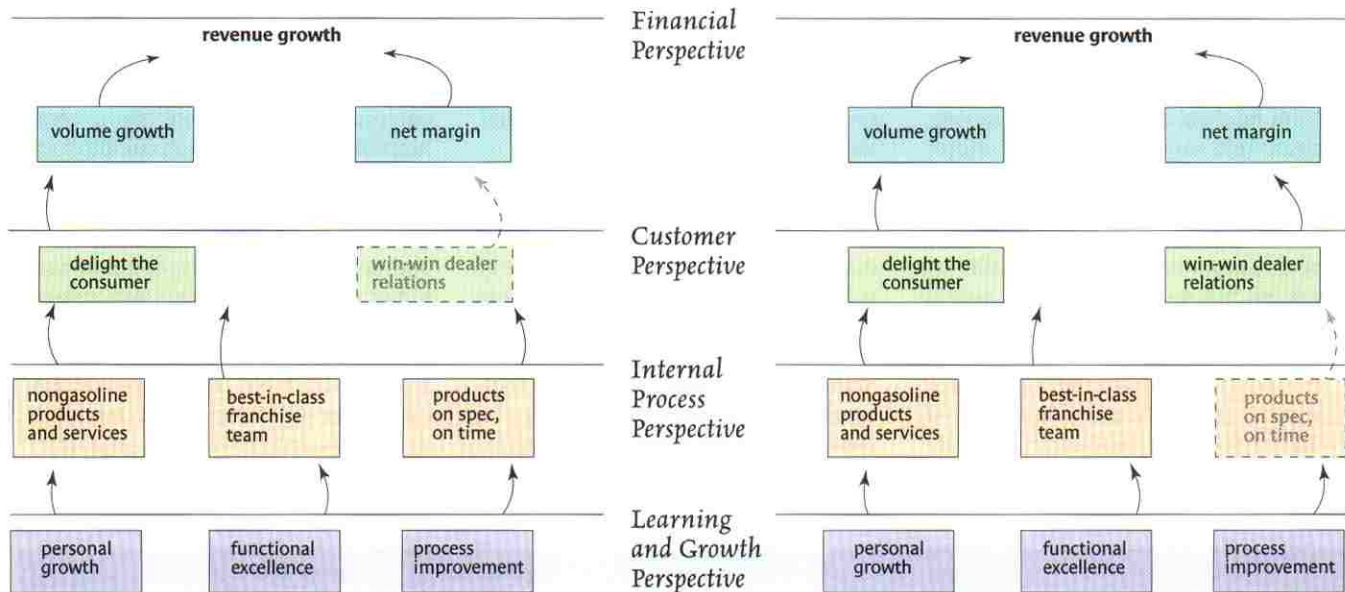 revenue growth
volume growth
net margin
delight the
consumer
win-win dealer
relations
nongasoline
products
and services
best-in-class
franchise
team
products
on spec,
on time
personal
growth
functional
excellence
process
improvement
Financial
Perspective
Customer
Perspective
Internal
Process
Perspective
Learning
and Growth
Perspective
revenue growth
volume growth
net margin
delight the
consumer
win-win dealer
relations
nongasoline
products
and services
best-in-class
franchise
team
products
on spec,
on time
personal
growth
functional
excellence
process
improvement